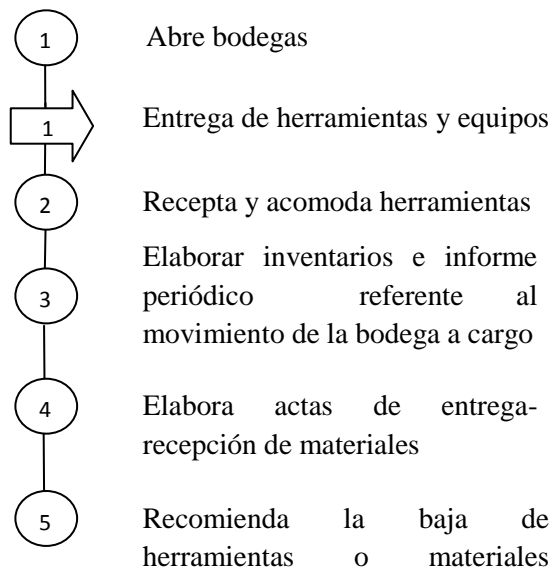 1 Abre bodegas
1 Entrega de herramientas y equipos
2 Recepta y acomoda herramientas
Elaborar inventarios e informe
3 periódico referente al
movimiento de la bodega a cargo
4 Elabora actas de entrega-
recepción de materiales
5 Recomienda la baja de
herramientas o materiales